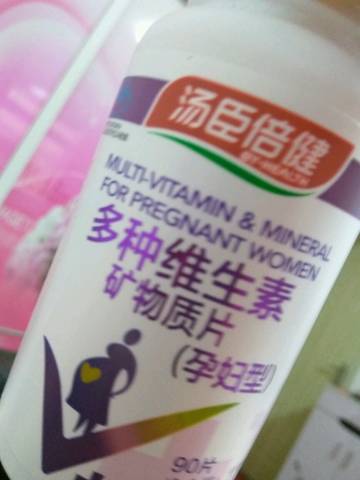 汤臣倍健
BY-HEALTH
MULTI-VITAMIN & MINERAL
FOR PREGNANT WOMEN
多种维生素
矿物质片
(孕妇型)
90片